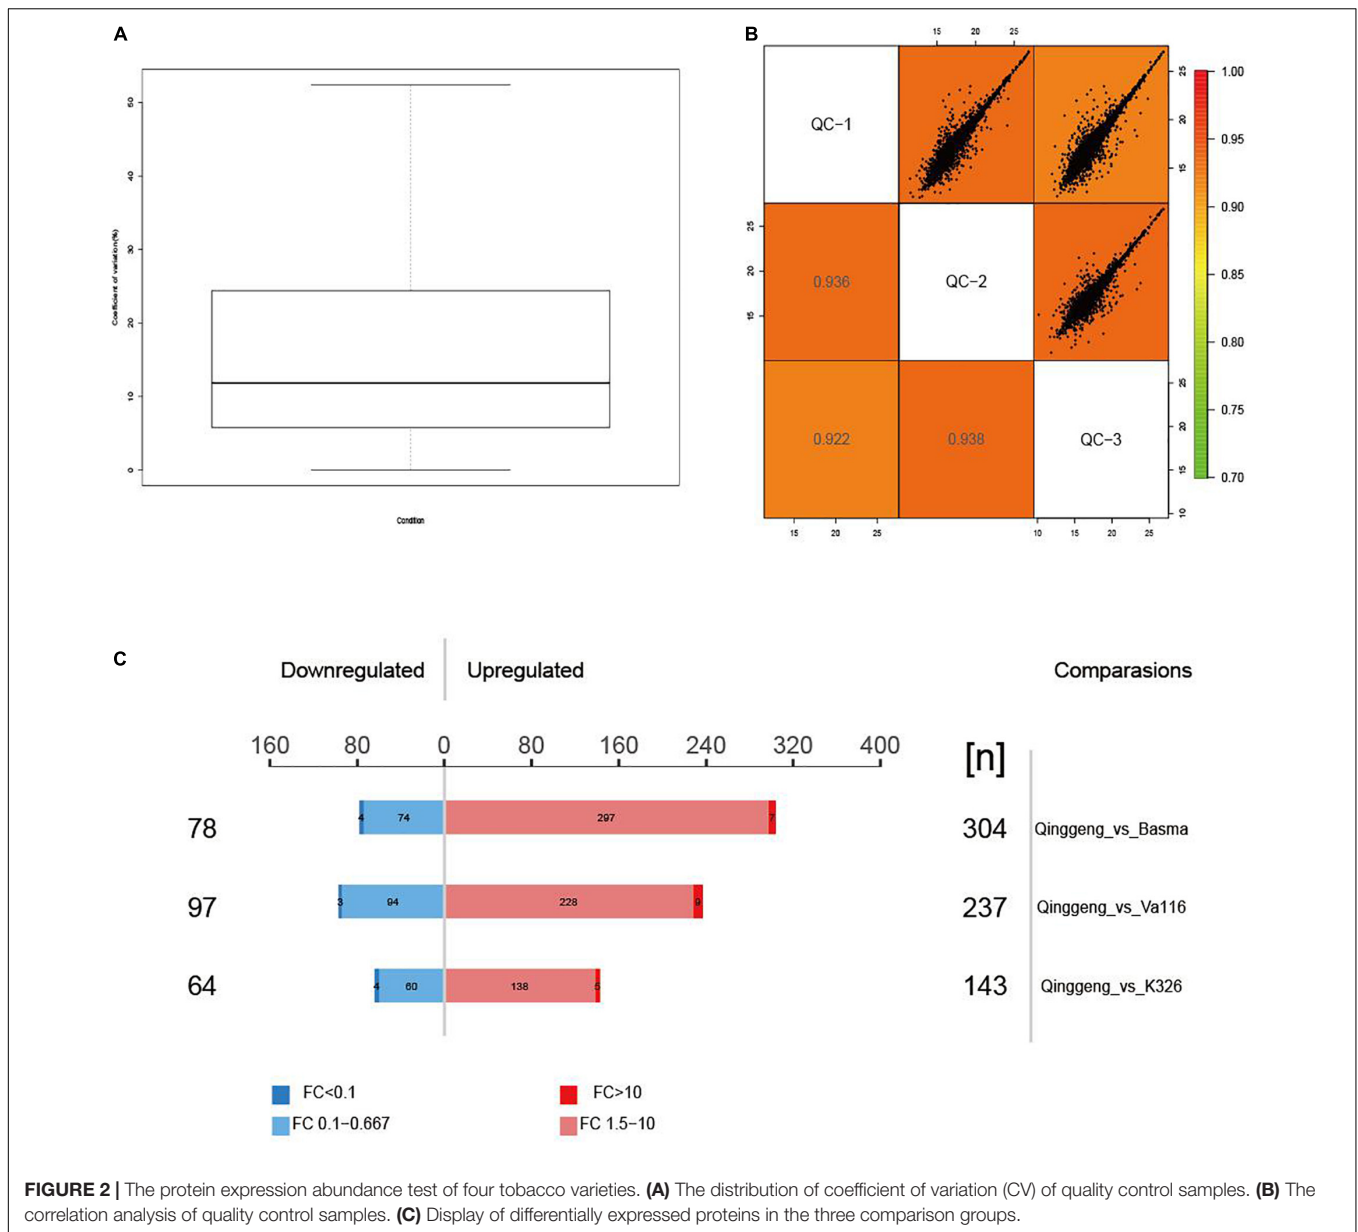 A
60
50
40
30
20
10
0
Coefficient of variation(%)
Condition
B
15 20 25
QC-1
25
20
15
25
20
15
0.936
QC-2
0.922
0.938
QC-3
25
20
15
10
15 20 25
10 15 20 25
1.00
0.95
0.90
0.85
0.80
0.75
0.70
C
Downregulated Upregulated Comparasions
160 80 0 80 160 240 320 400
[n]
78 4 74 297 7 304 Qinggeng_vs_Basma
97 3 94 228 9 237 Qinggeng_vs_Va116
64 4 60 138 5 143 Qinggeng_vs_K326
FC<0.1 FC>10
FC 0.1-0.667 FC 1.5-10
FIGURE 2 | The protein expression abundance test of four tobacco varieties. (A) The distribution of coefficient of variation (CV) of quality control samples. (B) The
correlation analysis of quality control samples. (C) Display of differentially expressed proteins in the three comparison groups.